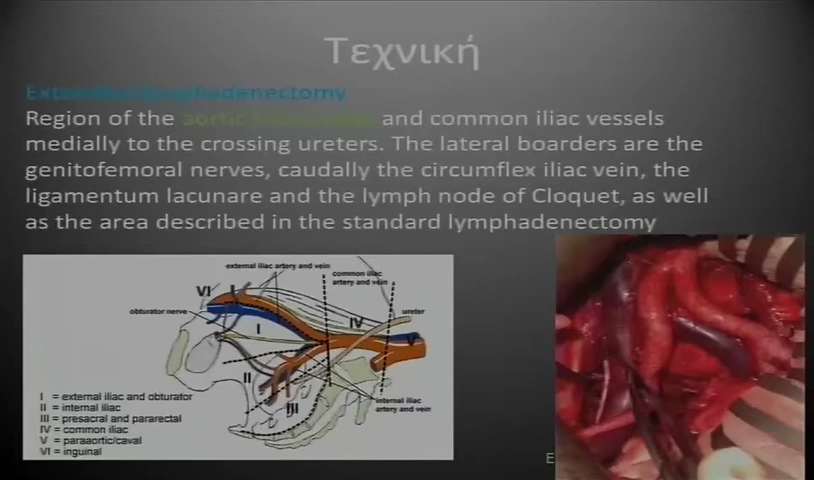 Τεχνική
Region of the and common iliac vessels
medially to the crossing ureters. The lateral boarders are the
genitofemoral nerves, caudally the circumflex iliac vein, the
ligamentum lacunare and the lymph node of Cloquet, as well
as the area described in the standard lymphadenectomy
external iliac artery and vein
common iliac
artery and vein
VI
I
obturator nerve
ureter
IV
I
V
II
III
internal iliac
artery and vein
I = external iliac and obturator
II = internal iliac
III = presacral and pararectal
IV = common iliac
V = paraaortic/caval
VI = inguinal
E